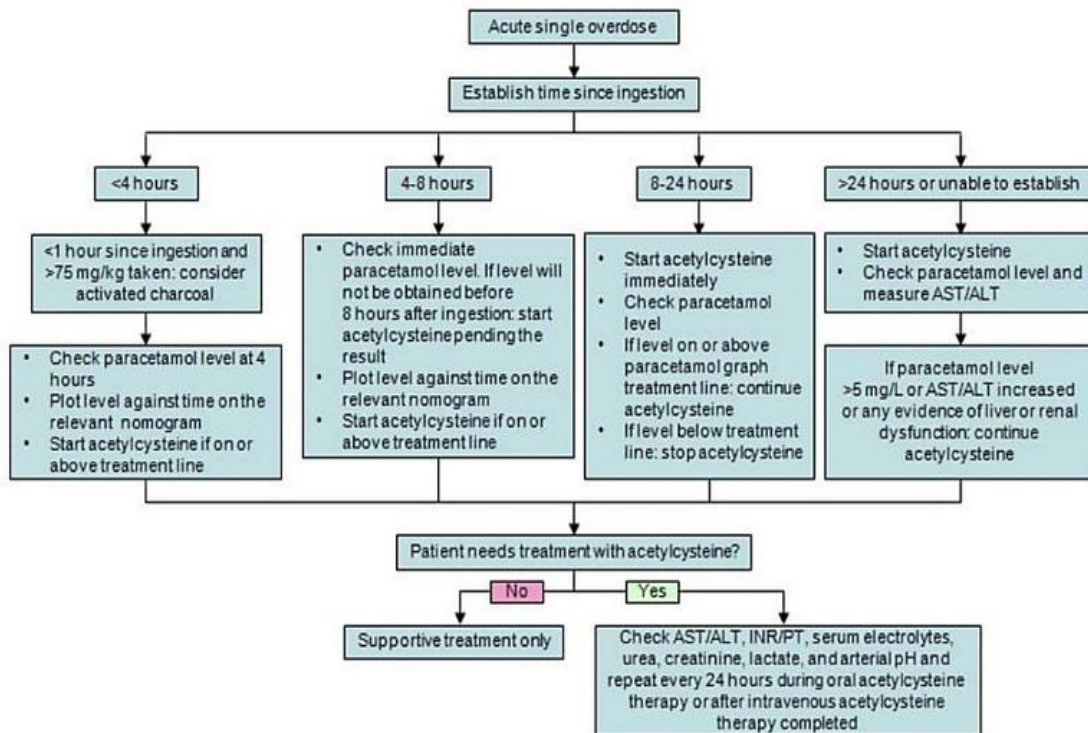 Acute single overdose
Establish time since ingestion
<4 hours
4-8 hours
8-24 hours
>24 hours or unable to establish
<1 hour since ingestion and
>75 mg/kg taken: consider
activated charcoal
• Check paracetamol level at 4
hours
• Plot level against time on the
relevant nomogram
• Start acetylcysteine if on or
above treatment line
• Check immediate
paracetamol level. If level will
not be obtained before
8 hours after ingestion: start
acetylcysteine pending the
result
• Plot level against time on the
relevant nomogram
• Start acetylcysteine if on or
above treatment line
• Start acetylcysteine
immediately
• Check paracetamol
level
• If level on or above
paracetamol graph
treatment line: continue
acetylcysteine
• If level below treatment
line: stop acetylcysteine
• Start acetylcysteine
• Check paracetamol level and
measure AST/ALT
If paracetamol level
>5 mg/L or AST/ALT increased
or any evidence of liver or renal
dysfunction: continue
acetylcysteine
Patient needs treatment with acetylcysteine?
No
Yes
Supportive treatment only
Check AST/ALT, INR/PT, serum electrolytes,
urea, creatinine, lactate, and arterial pH and
repeat every 24 hours during oral acetylcysteine
therapy or after intravenous acetylcysteine
therapy completed